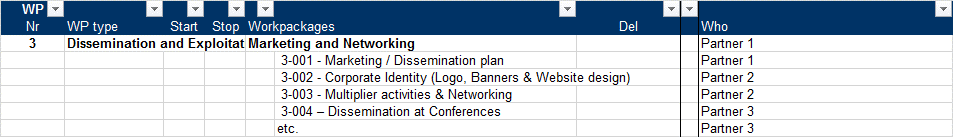 WP
Nr WP type Start Stop Workpackages Del Who
3 Dissemination and Exploitat Marketing and Networking Partner 1
3-001 - Marketing / Dissemination plan Partner 1
3-002 - Corporate Identity (Logo, Banners & Website design) Partner 2
3-003 - Multiplier activities & Networking Partner 2
3-004 – Dissemination at Conferences Partner 3
etc. Partner 3